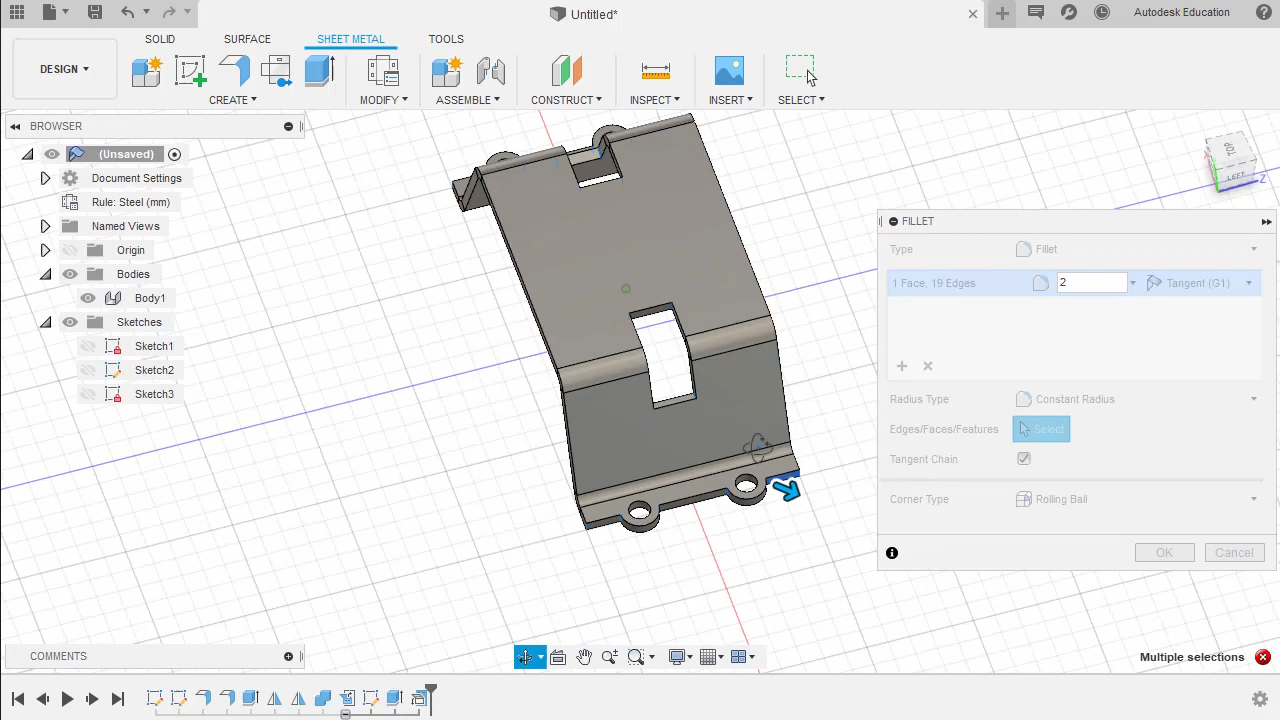 Untitled*
Autodesk Education
SOLID
SURFACE
SHEET METAL
TOOLS
DESIGN
CREATE
MODIFY
ASSEMBLE
CONSTRUCT
INSPECT
INSERT
SELECT
BROWSER
(Unsaved)
Document Settings
Rule: Steel (mm)
Named Views
Origin
Bodies
Body1
Sketches
Sketch1
Sketch2
Sketch3
TOP
LEFT
Z
FILLET
Type
Fillet
1 Face, 19 Edges
2
Tangent (G1)
Radius Type
Constant Radius
Edges/Faces/Features
Select
Tangent Chain
Corner Type
Rolling Ball
OK
Cancel
COMMENTS
Multiple selections